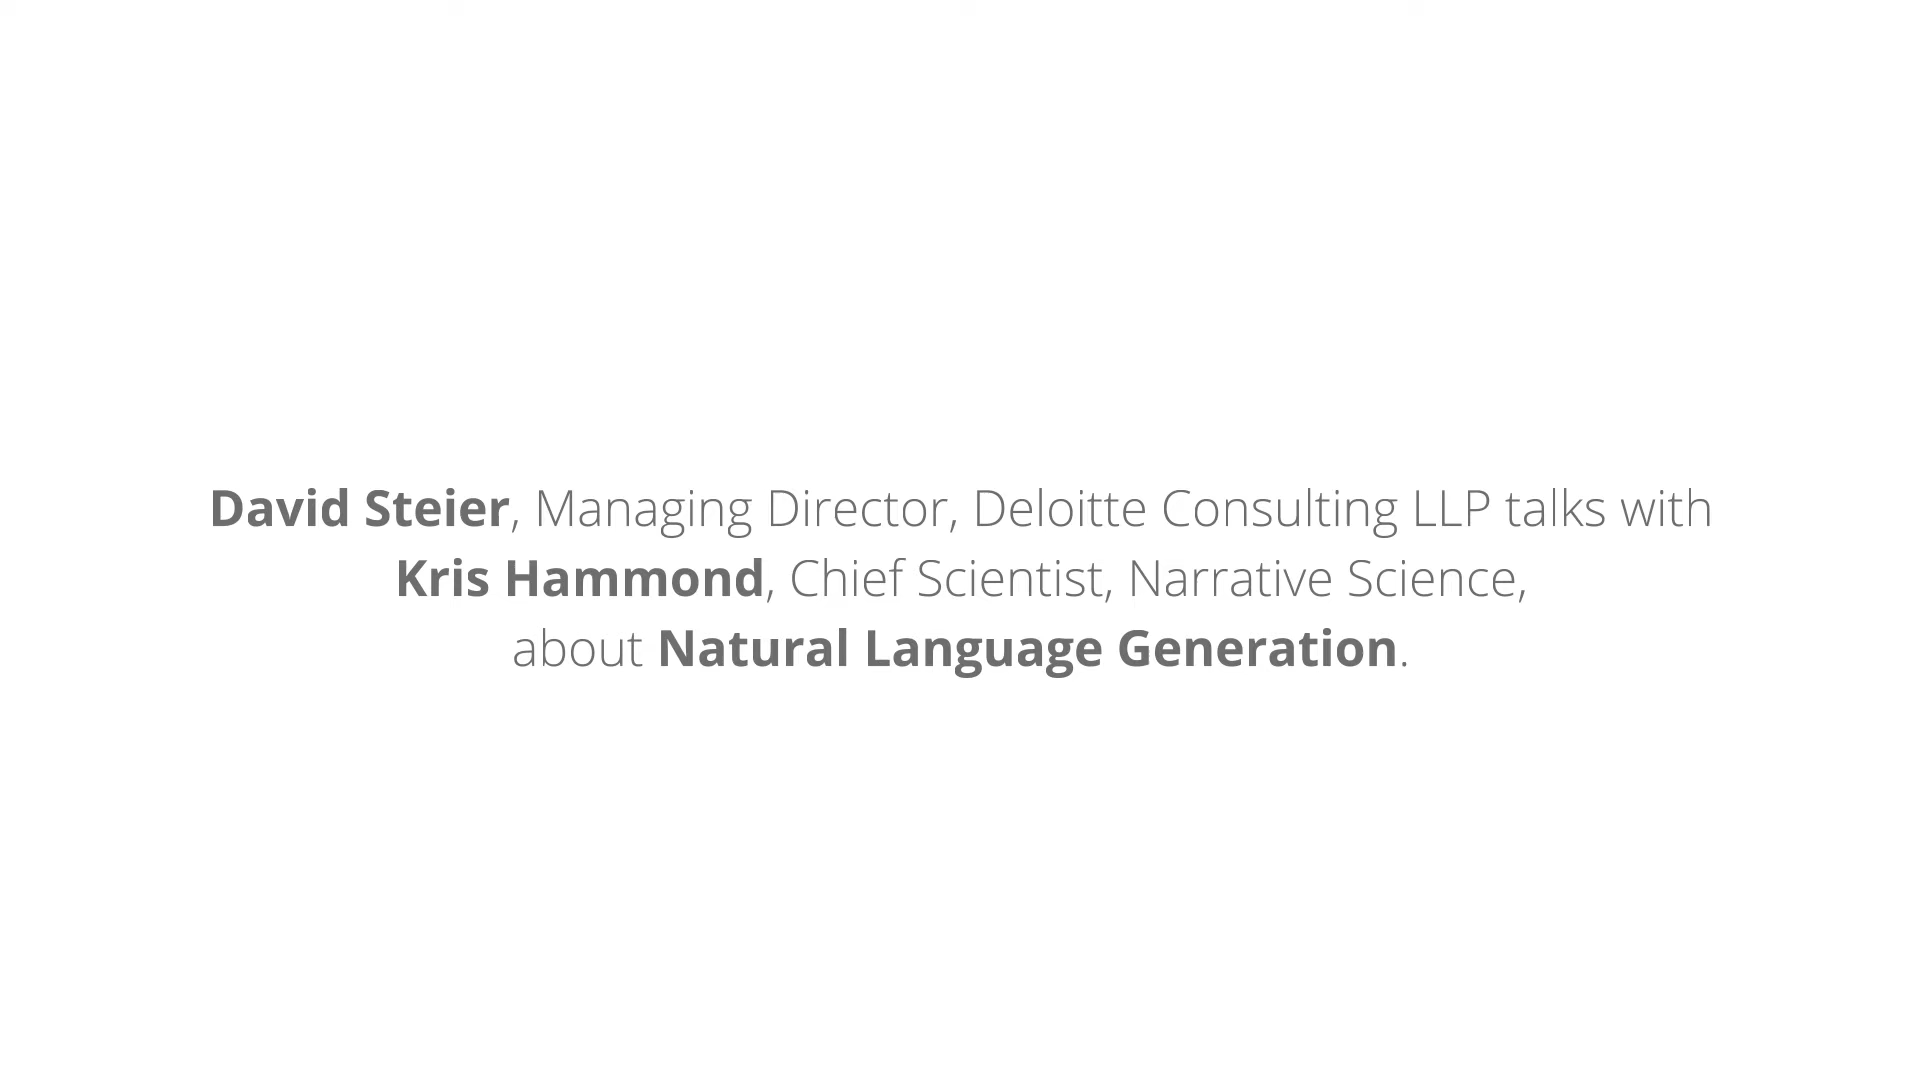 David Steier, Managing Director, Deloitte Consulting LLP talks with
Kris Hammond, Chief Scientist, Narrative Science,
about Natural Language Generation.